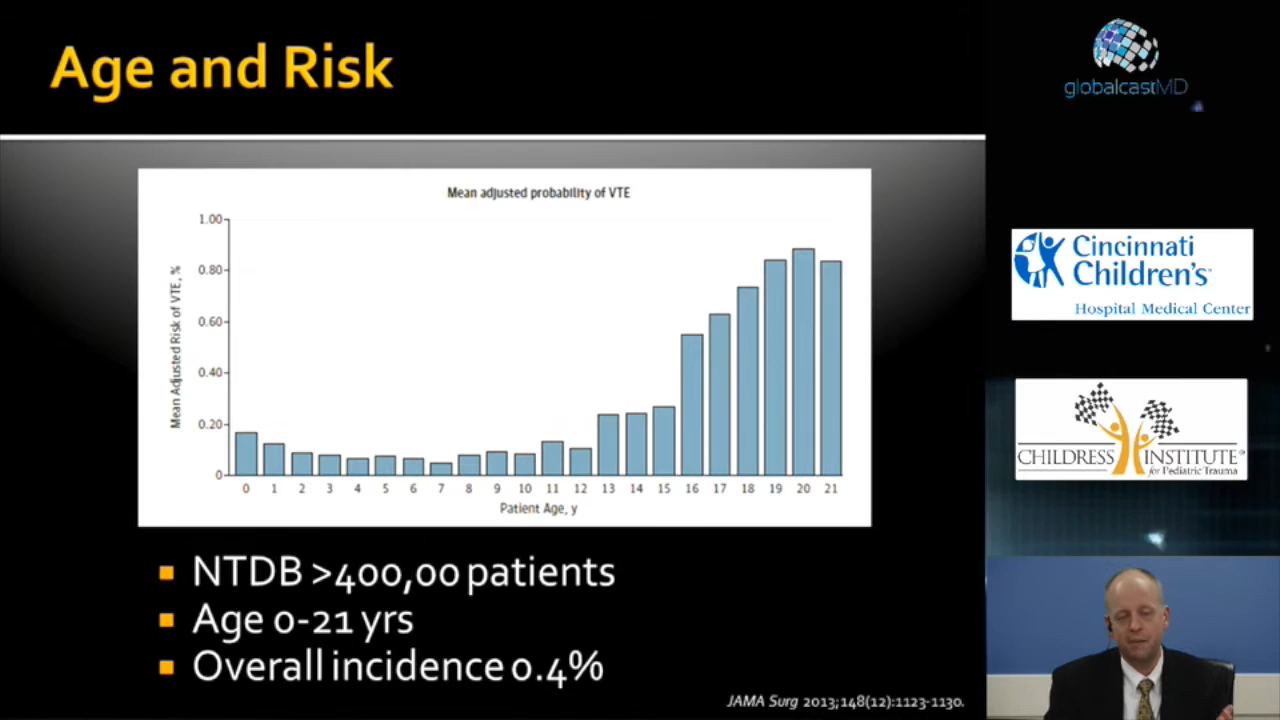 Age and Risk
Mean adjusted probability of VTE
Mean Adjusted Risk of VTE, %
1.00
0.80
0.60
0.40
0.20
0
0 1 2 3 4 5 6 7 8 9 10 11 12 13 14 15 16 17 18 19 20 21
Patient Age, y
NTDB >400,00 patients
Age 0-21 yrs
Overall incidence 0.4%
JAMA Surg 2013;148(12):1123-1130.
globalcastMD
Cincinnati
Children's
Hospital Medical Center
CHILDRESS INSTITUTE
for Pediatric Trauma